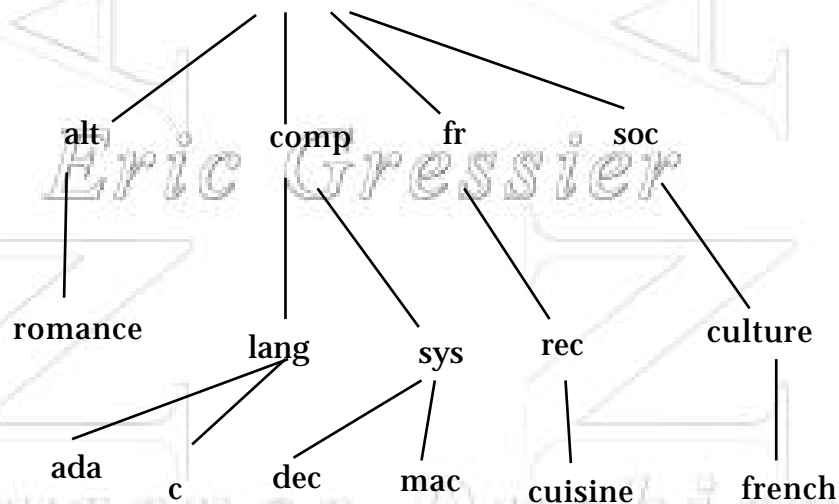 alt comp fr soc
Eric Gressier
romance lang sys rec culture
ada c dec mac cuisine french